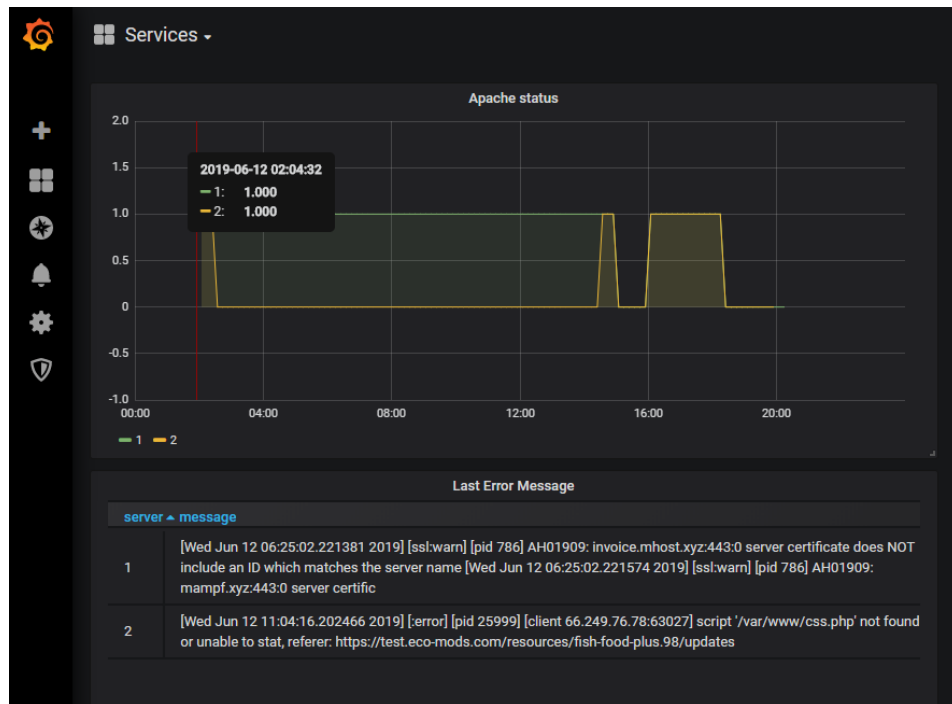 Services
Apache status
2.0
1.5
1.0
0.5
0
-0.5
-1.0
2019-06-12 02:04:32
1: 1.000
2: 1.000
00:00 04:00 08:00 12:00 16:00 20:00
1 2
Last Error Message
server message
1
[Wed Jun 12 06:25:02.221381 2019] [ssl:warn] [pid 786] AH01909: invoice.mhost.xyz:443:0 server certificate does NOT
include an ID which matches the server name [Wed Jun 12 06:25:02.221574 2019] [ssl:warn] [pid 786] AH01909:
mampf.xyz:443:0 server certific
2
[Wed Jun 12 11:04:16.202466 2019] [:error] [pid 25999] [client 66.249.76.78:63027] script '/var/www/css.php' not found
or unable to stat, referer: https://test.eco-mods.com/resources/fish-food-plus.98/updates